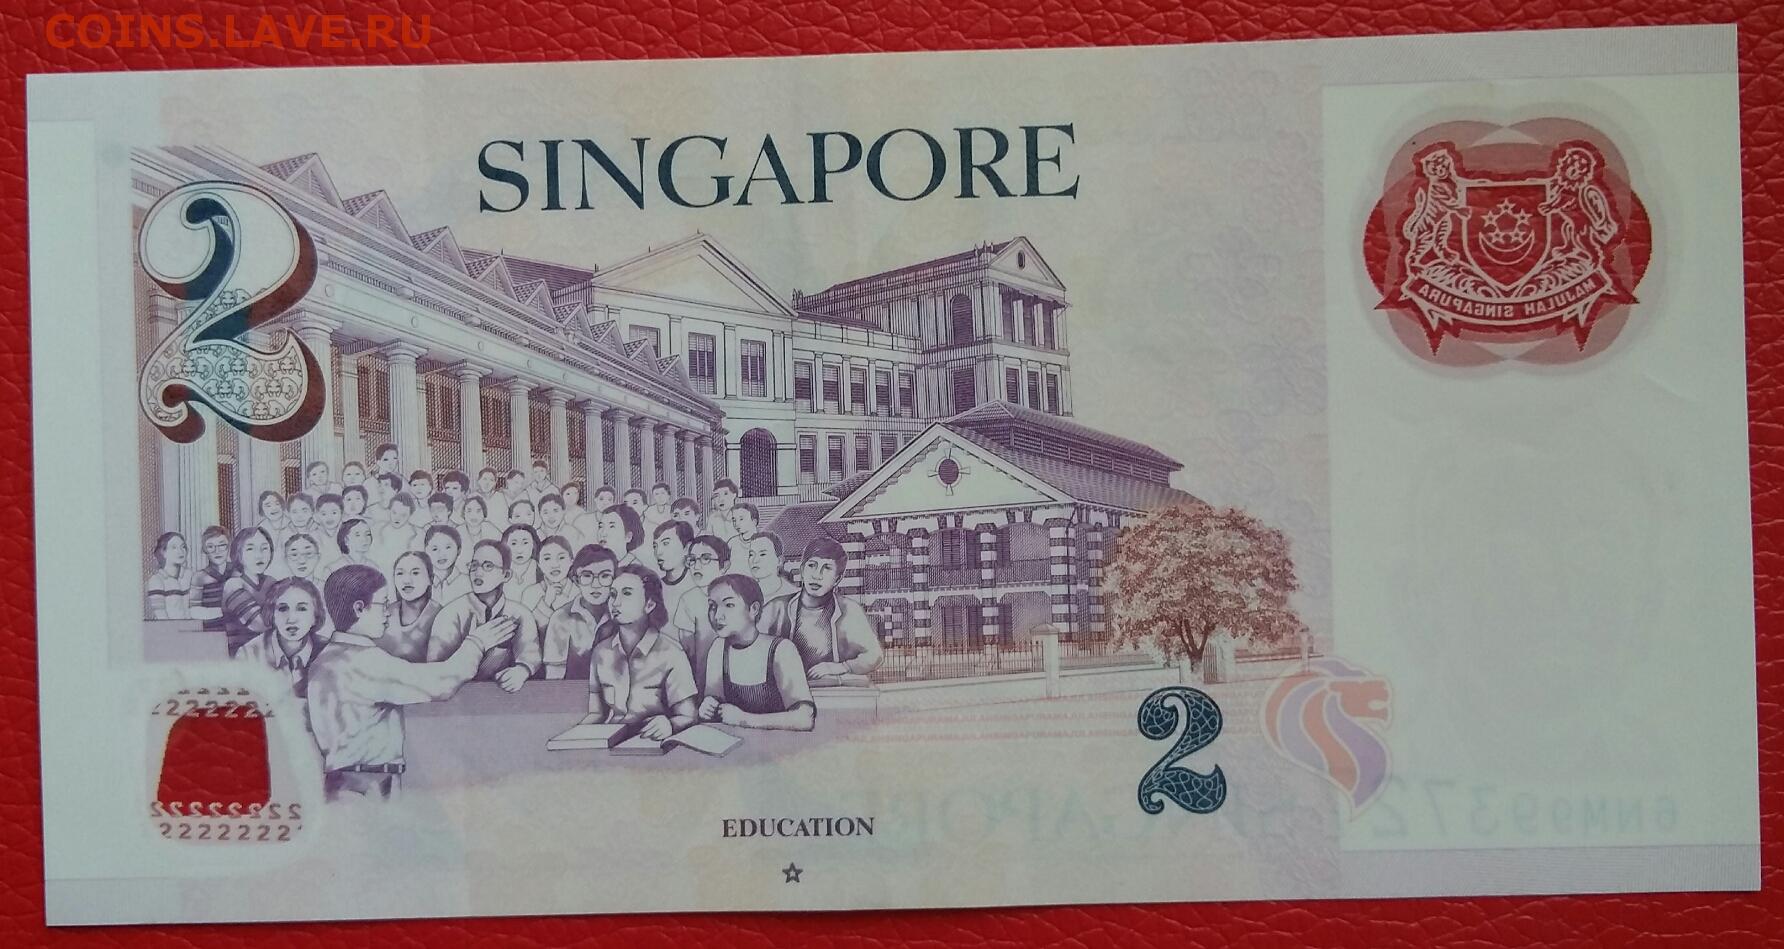 COINS.LAVE.RU
SINGAPORE
2
MAJULAH SINGAPURA
2
EDUCATION